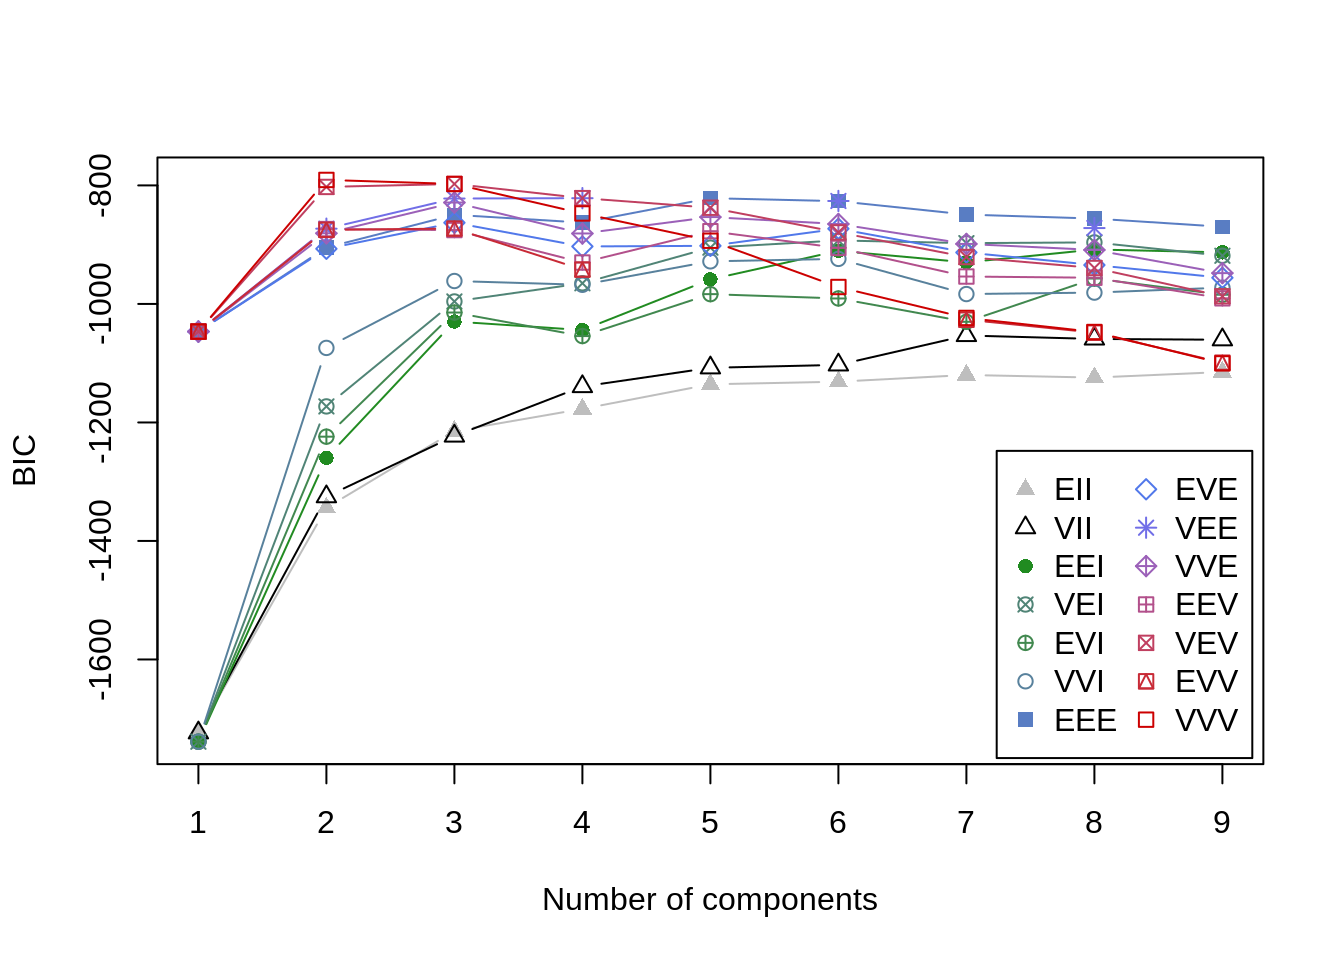 -800
-1000
-1200
-1400
-1600
BIC
1 2 3 4 5 6 7 8 9
Number of components
EII EVE
VII VEE
EEI VVE
VEI EEV
EVI VEV
VVI EVV
EEE VVV